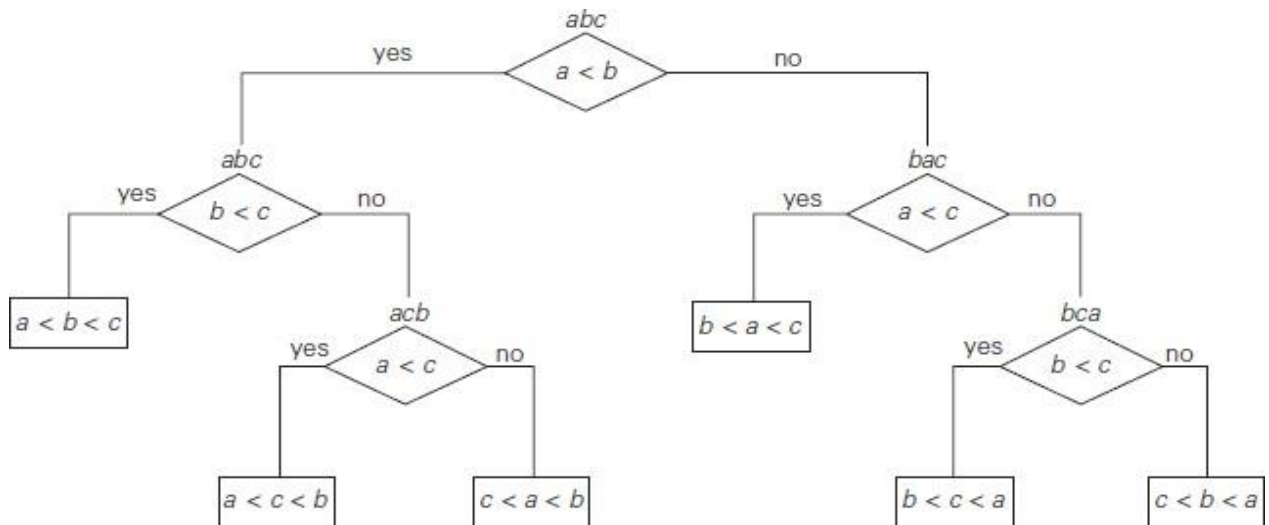 abc
yes
a < b
no
abc
bac
yes
b < c
no
yes
a < c
no
a < b < c
acb
b < a < c
bca
yes
a < c
no
yes
b < c
no
a < c < b
c < a < b
b < c < a
c < b < a